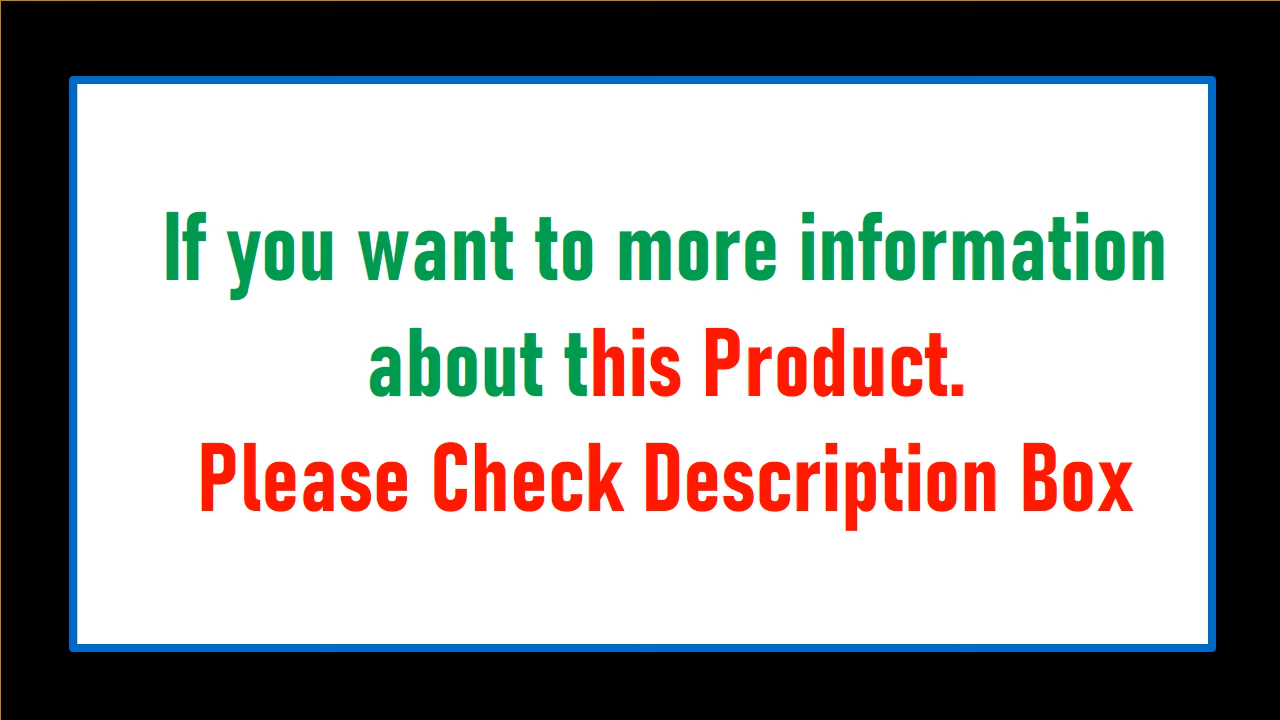 If you want to more information
about this Product.
Please Check Description Box